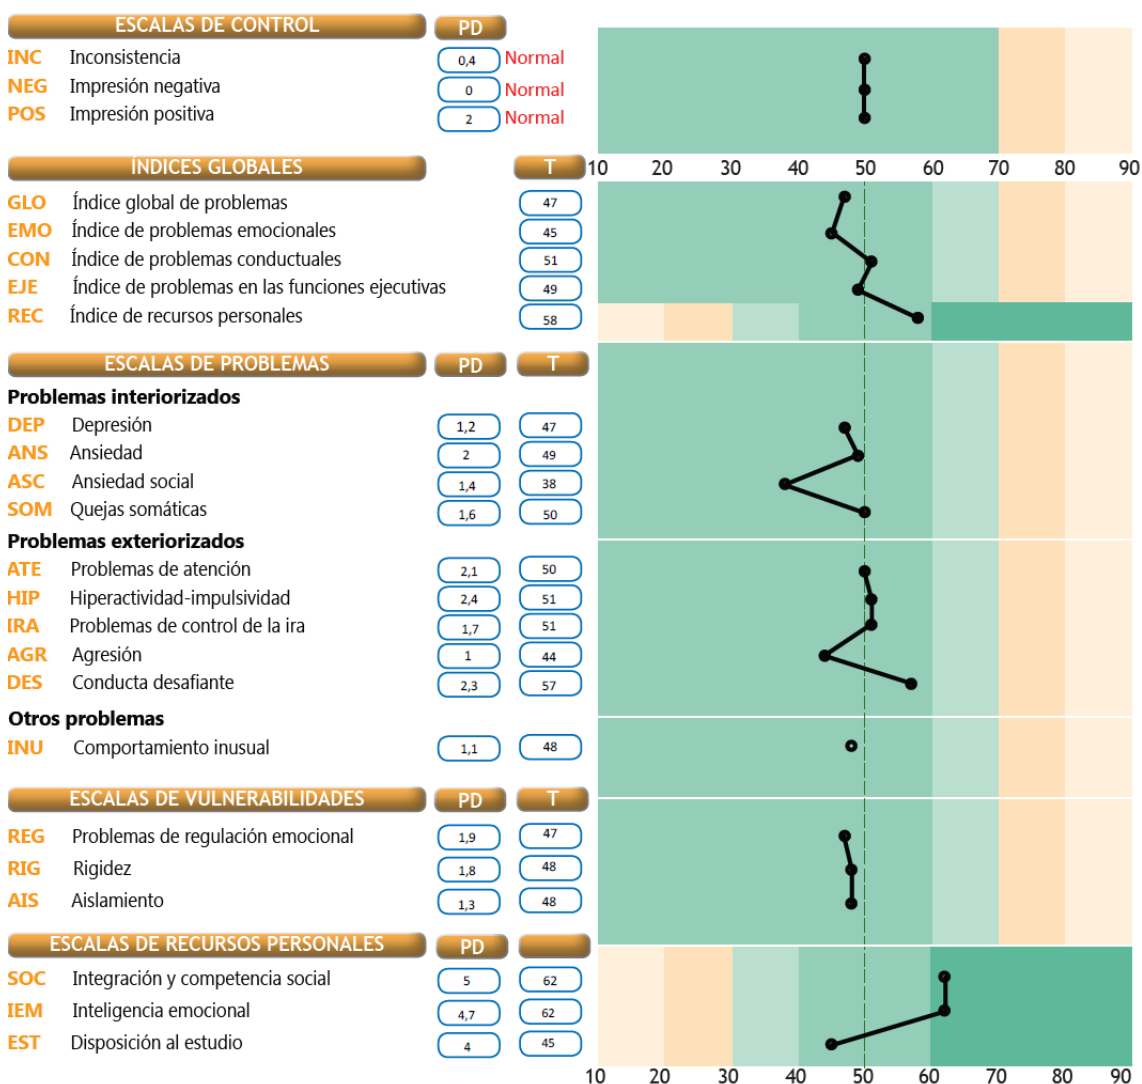 ESCALAS DE CONTROL PD
INC Inconsistencia 0,4 Normal
NEG Impresión negativa 0 Normal
POS Impresión positiva 2 Normal
ÍNDICES GLOBALES T 10 20 30 40 50 60 70 80 90
GLO Índice global de problemas 47
EMO Índice de problemas emocionales 45
CON Índice de problemas conductuales 51
EJE Índice de problemas en las funciones ejecutivas 49
REC Índice de recursos personales 58
ESCALAS DE PROBLEMAS PD T
Problemas interiorizados
DEP Depresión 1,2 47
ANS Ansiedad 2 49
ASC Ansiedad social 1,4 38
SOM Quejas somáticas 1,6 50
Problemas exteriorizados
ATE Problemas de atención 2,1 50
HIP Hiperactividad-impulsividad 2,4 51
IRA Problemas de control de la ira 1,7 51
AGR Agresión 1 44
DES Conducta desafiante 2,3 57
Otros problemas
INU Comportamiento inusual 1,1 48
ESCALAS DE VULNERABILIDADES PD T
REG Problemas de regulación emocional 1,9 47
RIG Rigidez 1,8 48
AIS Aislamiento 1,3 48
ESCALAS DE RECURSOS PERSONALES PD
SOC Integración y competencia social 5 62
IEM Inteligencia emocional 4,7 62
EST Disposición al estudio 4 45
10 20 30 40 50 60 70 80 90